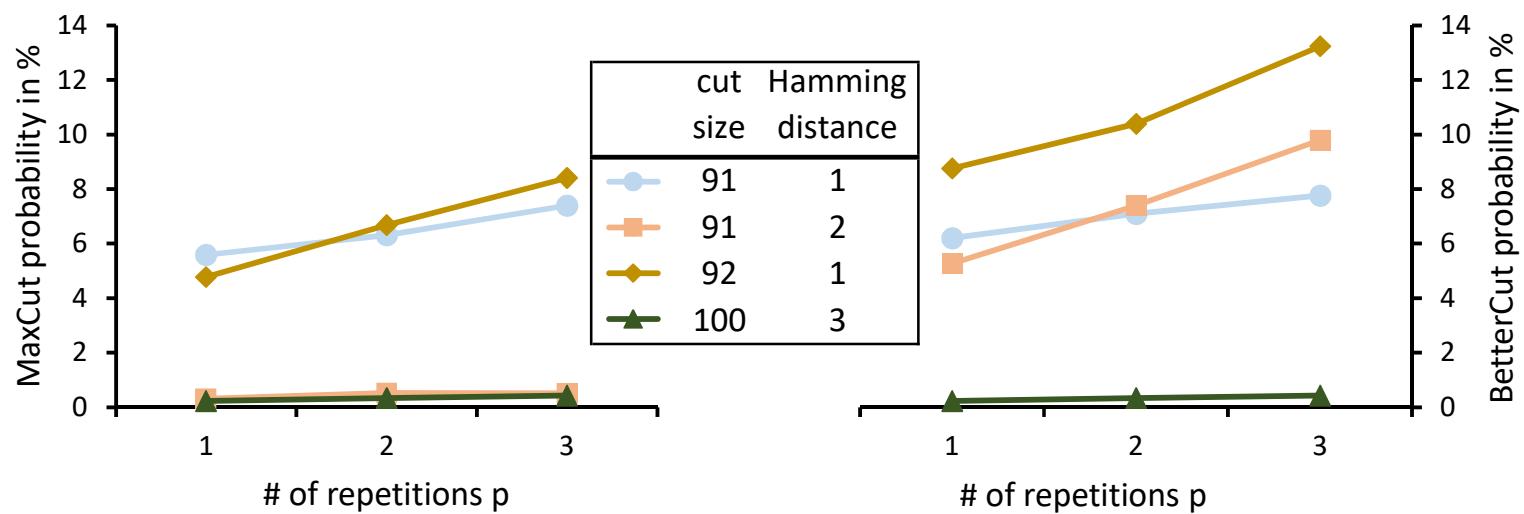 MaxCut probability in %
14
12
10
8
6
4
2
0
1 2 3
# of repetitions p
cut Hamming
size distance
91 1
91 2
92 1
100 3
14
12
10
8
6
4
2
0
BetterCut probability in %
1 2 3
# of repetitions p